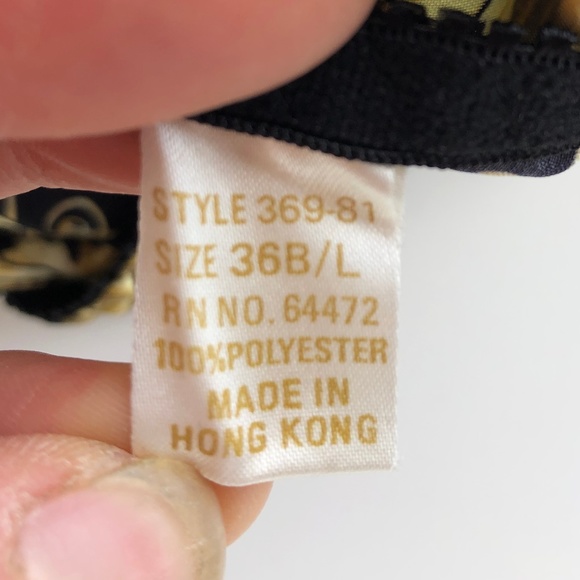 STYLE 369-81
SIZE 36B/L
RN NO. 64472
100%POLYESTER
MADE IN
HONG KONG